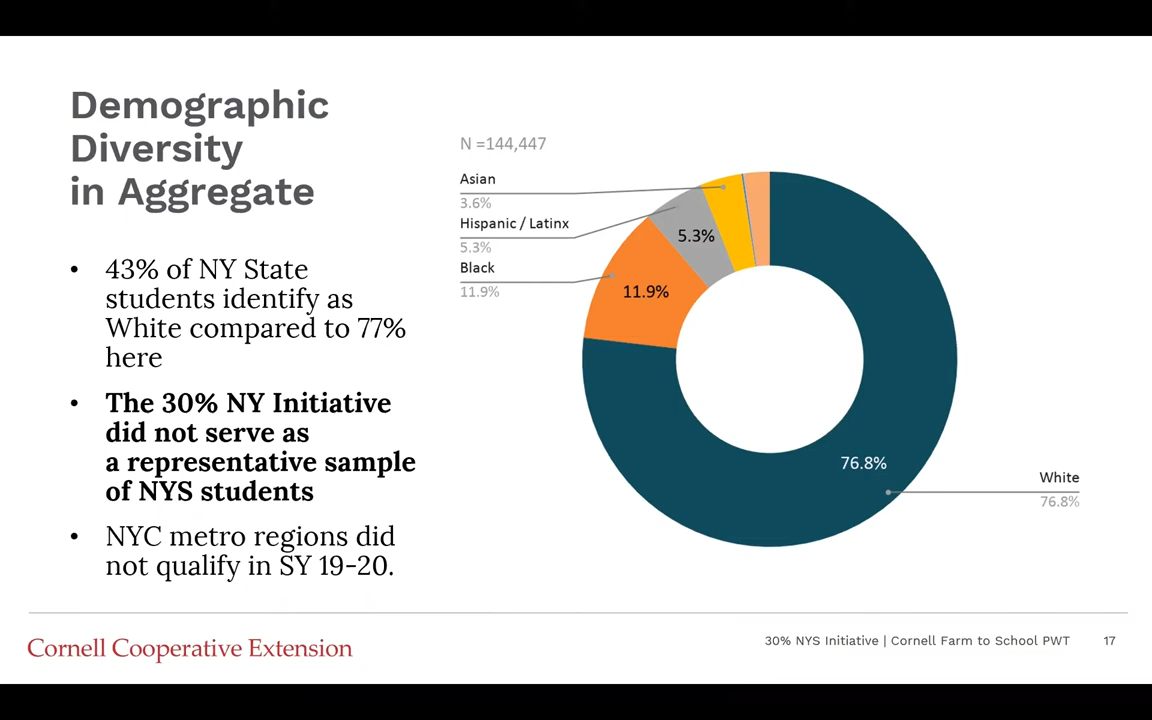 Demographic
Diversity
in Aggregate
• 43% of NY State
students identify as
White compared to 77%
here
• The 30% NY Initiative
did not serve as
a representative sample
of NYS students
• NYC metro regions did
not qualify in SY 19-20.
N =144,447
Asian
3.6%
Hispanic / Latinx
5.3%
Black
11.9%
5.3%
11.9%
76.8%
White
76.8%
Cornell Cooperative Extension
30% NYS Initiative | Cornell Farm to School PWT 17